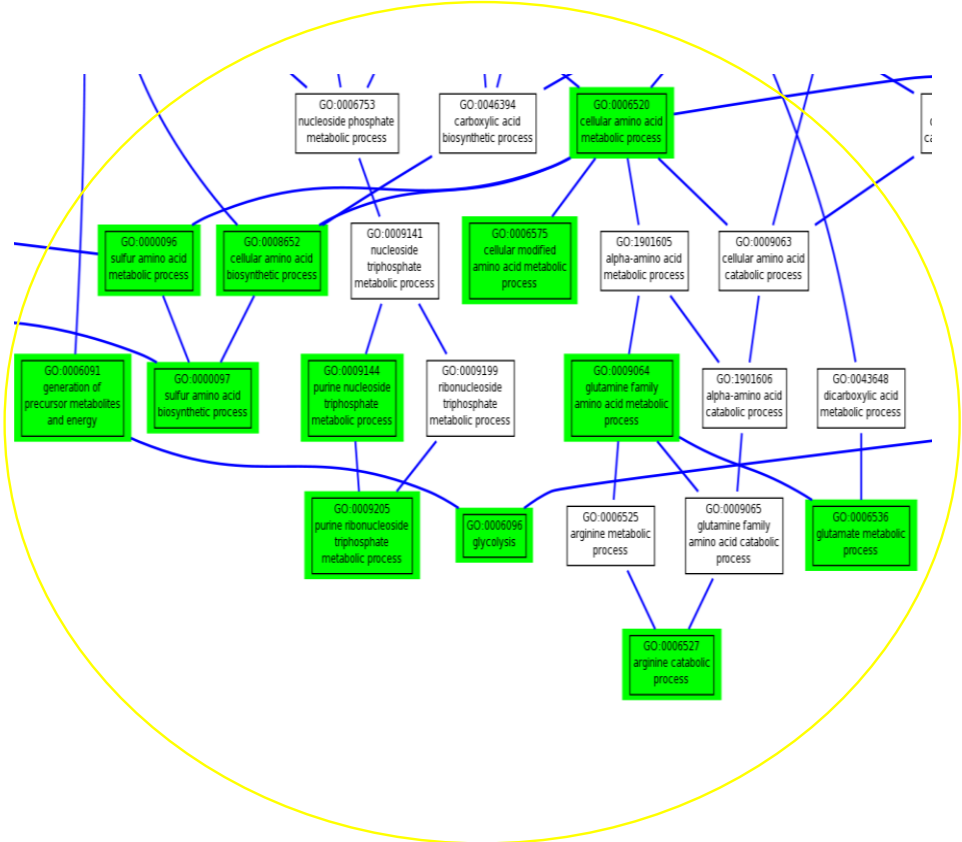 GO:0006753
nucleoside phosphate
metabolic process
GO:0046394
carboxylic acid
biosynthetic process
GO:0006520
cellular amino acid
metabolic process
GO:0000096
sulfur amino acid
metabolic process
GO:0008652
cellular amino acid
biosynthetic process
GO:0009141
nucleoside
triphosphate
metabolic process
GO:0006575
cellular modified
amino acid metabolic
process
GO:1901605
alpha-amino acid
metabolic process
GO:0009063
cellular amino acid
catabolic process
GO:0006091
generation of
precursor metabolites
and energy
GO:0000097
sulfur amino acid
biosynthetic process
GO:0009144
purine nucleoside
triphosphate
metabolic process
GO:0009199
ribonucleoside
triphosphate
metabolic process
GO:0009064
glutamine family
amino acid metabolic
process
GO:1901606
alpha-amino acid
catabolic process
GO:0043648
dicarboxylic acid
metabolic process
GO:0009205
purine ribonucleoside
triphosphate
metabolic process
GO:0006096
glycolysis
GO:0006525
arginine metabolic
process
GO:0009065
glutamine family
amino acid catabolic
process
GO:0006536
glutamate metabolic
process
GO:0006527
arginine catabolic
process